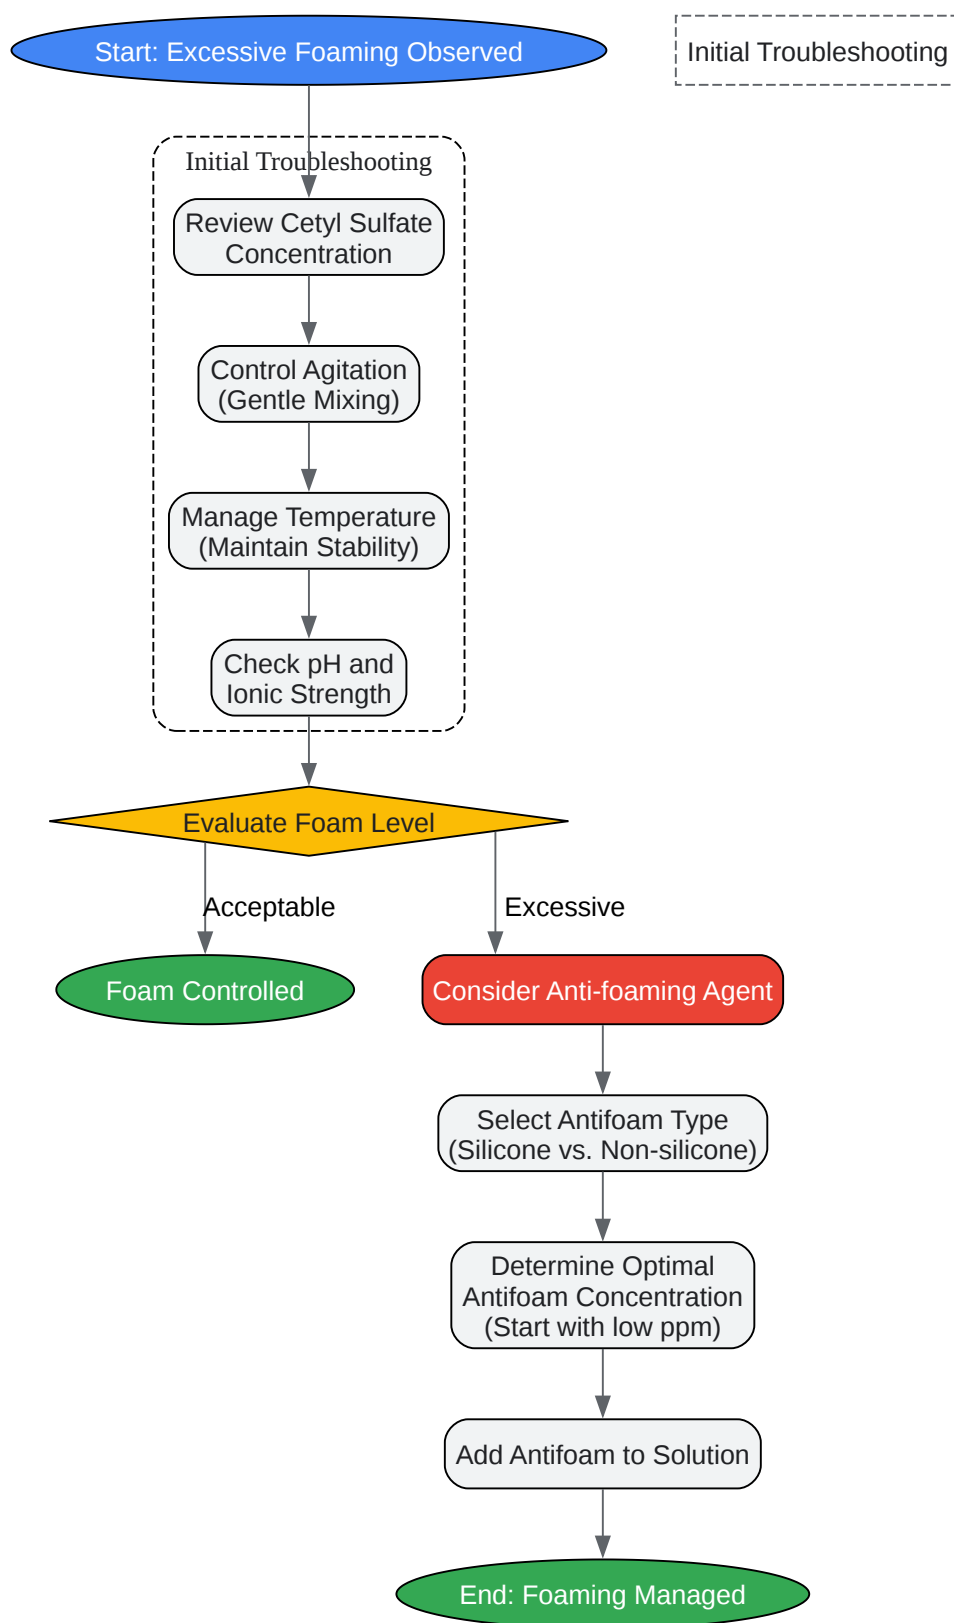 Start: Excessive Foaming Observed
Initial Troubleshooting
Initial Troubleshooting
Review Cetyl Sulfate
Concentration
Control Agitation
(Gentle Mixing)
Manage Temperature
(Maintain Stability)
Check pH and
Ionic Strength
Evaluate Foam Level
Acceptable
Excessive
Foam Controlled
Consider Anti-foaming Agent
Select Antifoam Type
(Silicone vs. Non-silicone)
Determine Optimal
Antifoam Concentration
(Start with low ppm)
Add Antifoam to Solution
End: Foaming Managed